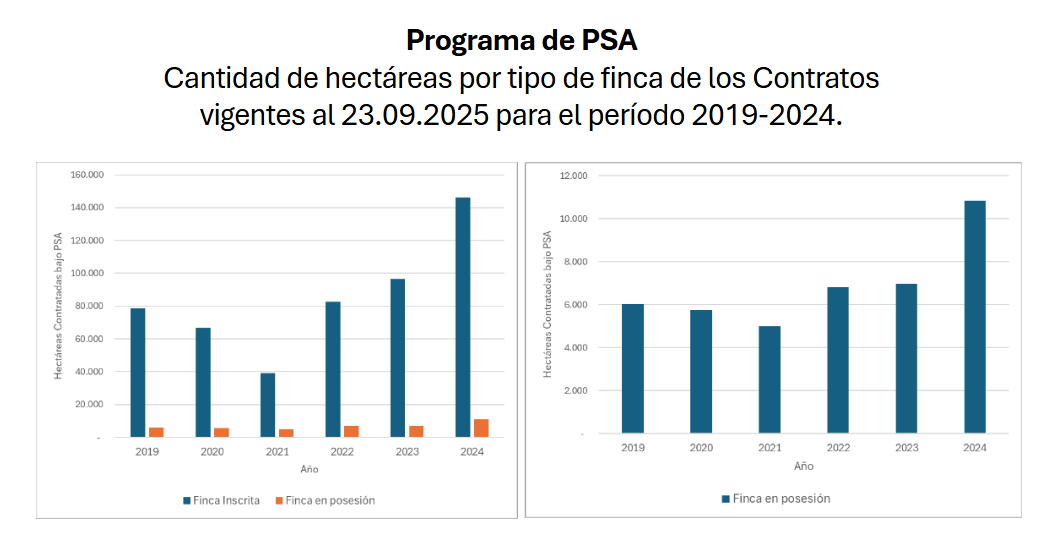 Programa de PSA
Cantidad de hectáreas por tipo de finca de los Contratos
vigentes al 23.09.2025 para el período 2019-2024.
Hectáreas Contratadas bajo PSA
160.000
140.000
120.000
100.000
80.000
60.000
40.000
20.000
-
2019 2020 2021 2022 2023 2024
Año
Finca Inscrita Finca en posesión
Hectáreas Contratadas bajo PSA
12.000
10.000
8.000
6.000
4.000
2.000
-
2019 2020 2021 2022 2023 2024
Año
Finca en posesión